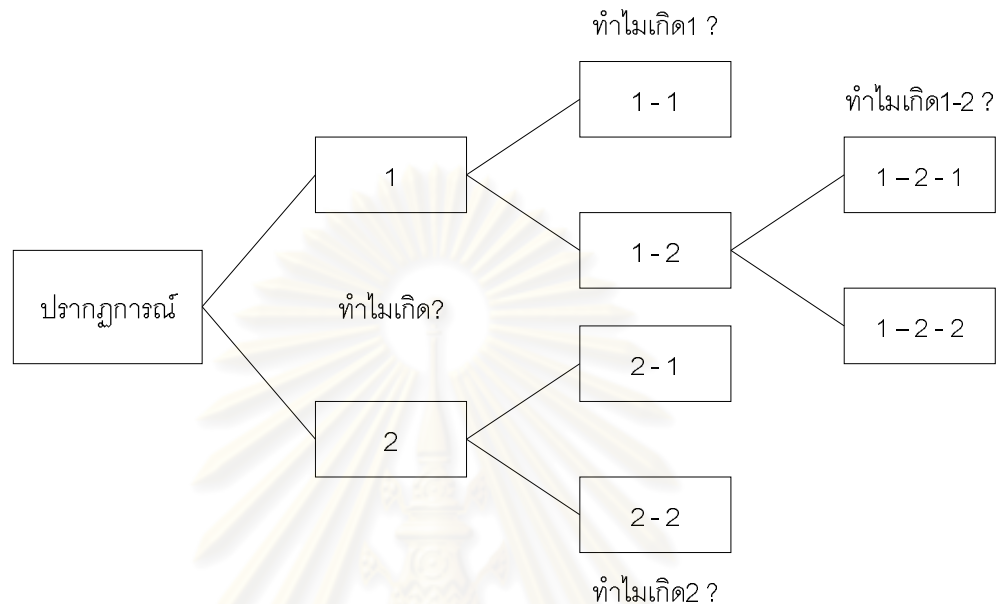 ทำไมเกิด1 ?
1 - 1
ทำไมเกิด1-2 ?
1
1 – 2 - 1
1 - 2
ปรากฏการณ์
ทำไมเกิด?
1 – 2 - 2
2 - 1
2
2 - 2
ทำไมเกิด2 ?